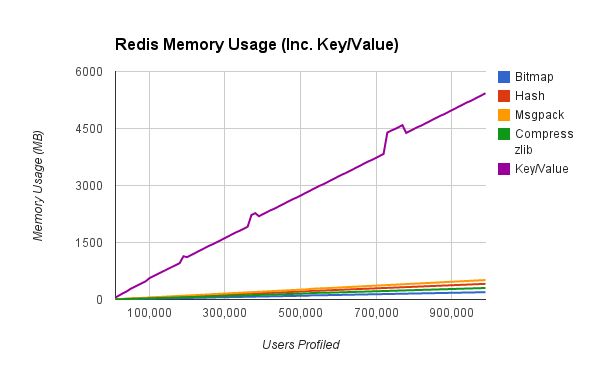 Redis Memory Usage (Inc. Key/Value)
Memory Usage (MB)
6000
4500
3000
1500
0
100,000
300,000
500,000
700,000
900,000
Users Profiled
Bitmap
Hash
Msgpack
Compress
zlib
Key/Value